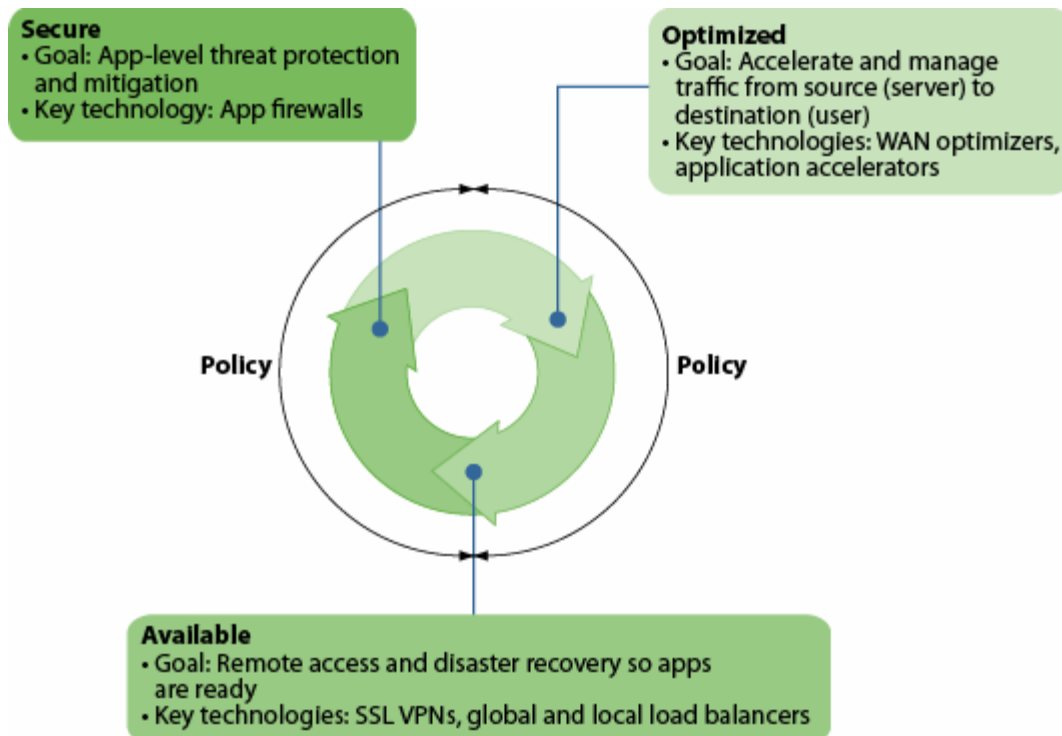 Secure
• Goal: App-level threat protection
and mitigation
• Key technology: App firewalls
Optimized
• Goal: Accelerate and manage
traffic from source (server) to
destination (user)
• Key technologies: WAN optimizers,
application accelerators
Policy
Policy
Available
• Goal: Remote access and disaster recovery so apps
are ready
• Key technologies: SSL VPNs, global and local load balancers